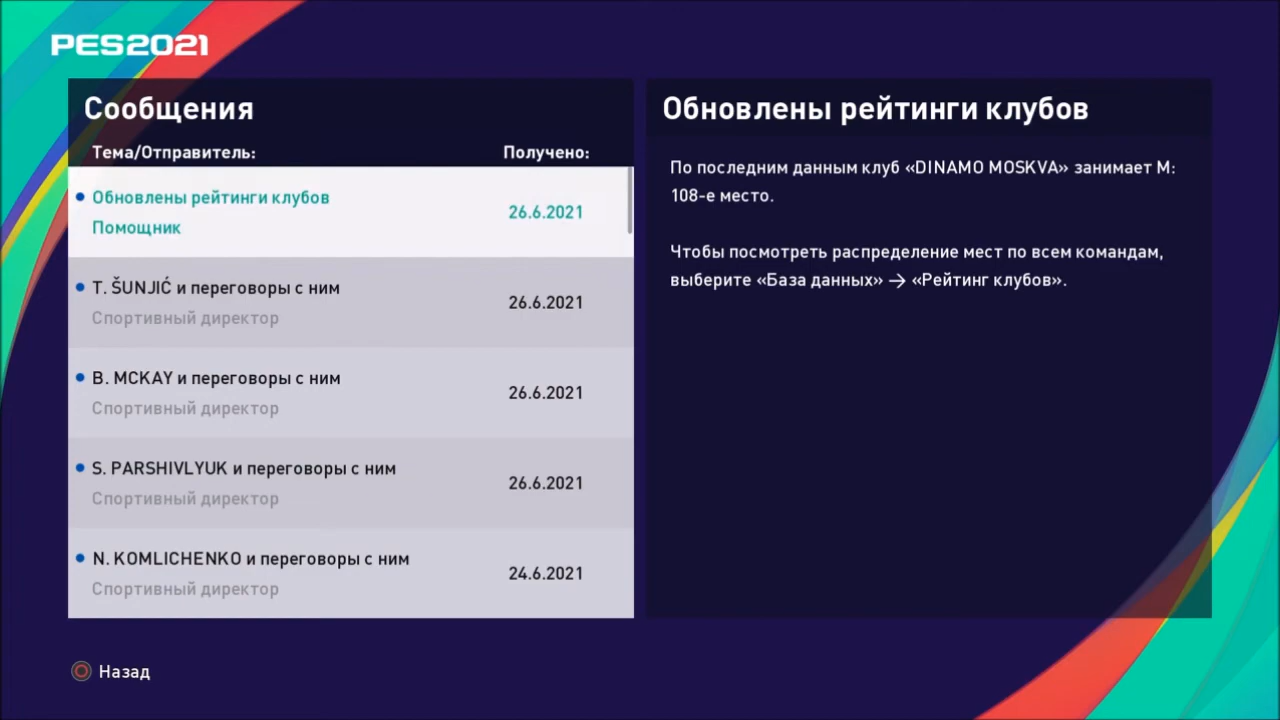 PES2021
Сообщения
Тема/Отправитель: Получено:
Обновлены рейтинги клубов
Помощник
26.6.2021
T. ŠUNJIĆ и переговоры с ним
Спортивный директор
26.6.2021
B. MCKAY и переговоры с ним
Спортивный директор
26.6.2021
S. PARSHIVLYUK и переговоры с ним
Спортивный директор
26.6.2021
N. KOMLICHENKO и переговоры с ним
Спортивный директор
24.6.2021
Обновлены рейтинги клубов
По последним данным клуб «DINAMO MOSKVA» занимает М:
108-е место.
Чтобы посмотреть распределение мест по всем командам,
выберите «База данных» → «Рейтинг клубов».
Назад